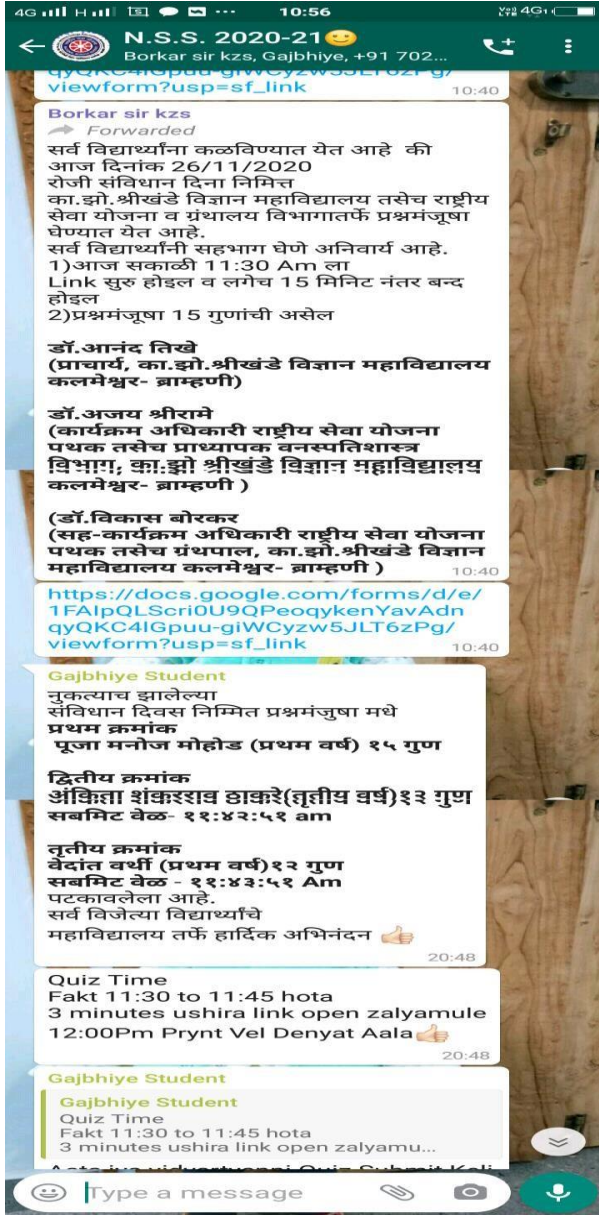 4G H 10:56 4G
N.S.S. 2020-21
Borkar sir kzs, Gajbhiye, +91 702...
qyQKC4lGpuu-giWCyzw5JLT6zPg/
viewform?usp=sf_link
10:40
Borkar sir kzs
Forwarded
सर्व विद्यार्थ्यांना कळविण्यात येत आहे की
आज दिनांक 26/11/2020
रोजी संविधान दिना निमित्त
का.झो.श्रीखंडे विज्ञान महाविद्यालय तसेच राष्ट्रीय
सेवा योजना व ग्रंथालय विभागातर्फे प्रश्नमंजूषा
घेण्यात येत आहे.
सर्व विद्यार्थ्यांनी सहभाग घेणे अनिवार्य आहे.
1)आज सकाळी 11:30 Am ला
Link सुरु होइल व लगेच 15 मिनिट नंतर बन्द
होइल
2)प्रश्नमंजूषा 15 गुणांची असेल
डॉ.आनंद तिखे
(प्राचार्य, का.झो.श्रीखंडे विज्ञान महाविद्यालय
कलमेश्वर- ब्राम्हणी)
डॉ.अजय श्रीरामे
(कार्यक्रम अधिकारी राष्ट्रीय सेवा योजना
पथक तसेच प्राध्यापक वनस्पतिशास्त्र
विभाग, का.झो श्रीखंडे विज्ञान महाविद्यालय
कलमेश्वर- ब्राम्हणी )
(डॉ.विकास बोरकर
(सह-कार्यक्रम अधिकारी राष्ट्रीय सेवा योजना
पथक तसेच ग्रंथपाल, का.झो.श्रीखंडे विज्ञान
महाविद्यालय कलमेश्वर- ब्राम्हणी )
10:40
https://docs.google.com/forms/d/e/
1FAIpQLScri0U9QPeoqykenYavAdn
qyQKC4lGpuu-giWCyzw5JLT6zPg/
viewform?usp=sf_link
10:40
Gajbhiye Student
नुकत्याच झालेल्या
संविधान दिवस निम्मित प्रश्नमंजुषा मधे
प्रथम क्रमांक
पूजा मनोज मोहोड (प्रथम वर्ष) १५ गुण
द्वितीय क्रमांक
अंकिता शंकरराव ठाकरे(तृतीय वर्ष)१३ गुण
सबमिट वेळ- ११:४२:५१ am
तृतीय क्रमांक
वेदांत वर्थी (प्रथम वर्ष)१२ गुण
सबमिट वेळ - ११:४३:५१ Am
पटकावलेला आहे.
सर्व विजेत्या विद्यार्थ्यांचे
महाविद्यालय तर्फे हार्दिक अभिनंदन 👍
20:48
Quiz Time
Fakt 11:30 to 11:45 hota
3 minutes ushira link open zalyamule
12:00Pm Prynt Vel Denyat Aala 👍
20:48
Gajbhiye Student
Gajbhiye Student
Quiz Time
Fakt 11:30 to 11:45 hota
3 minutes ushira link open zalyamu...
Type a message